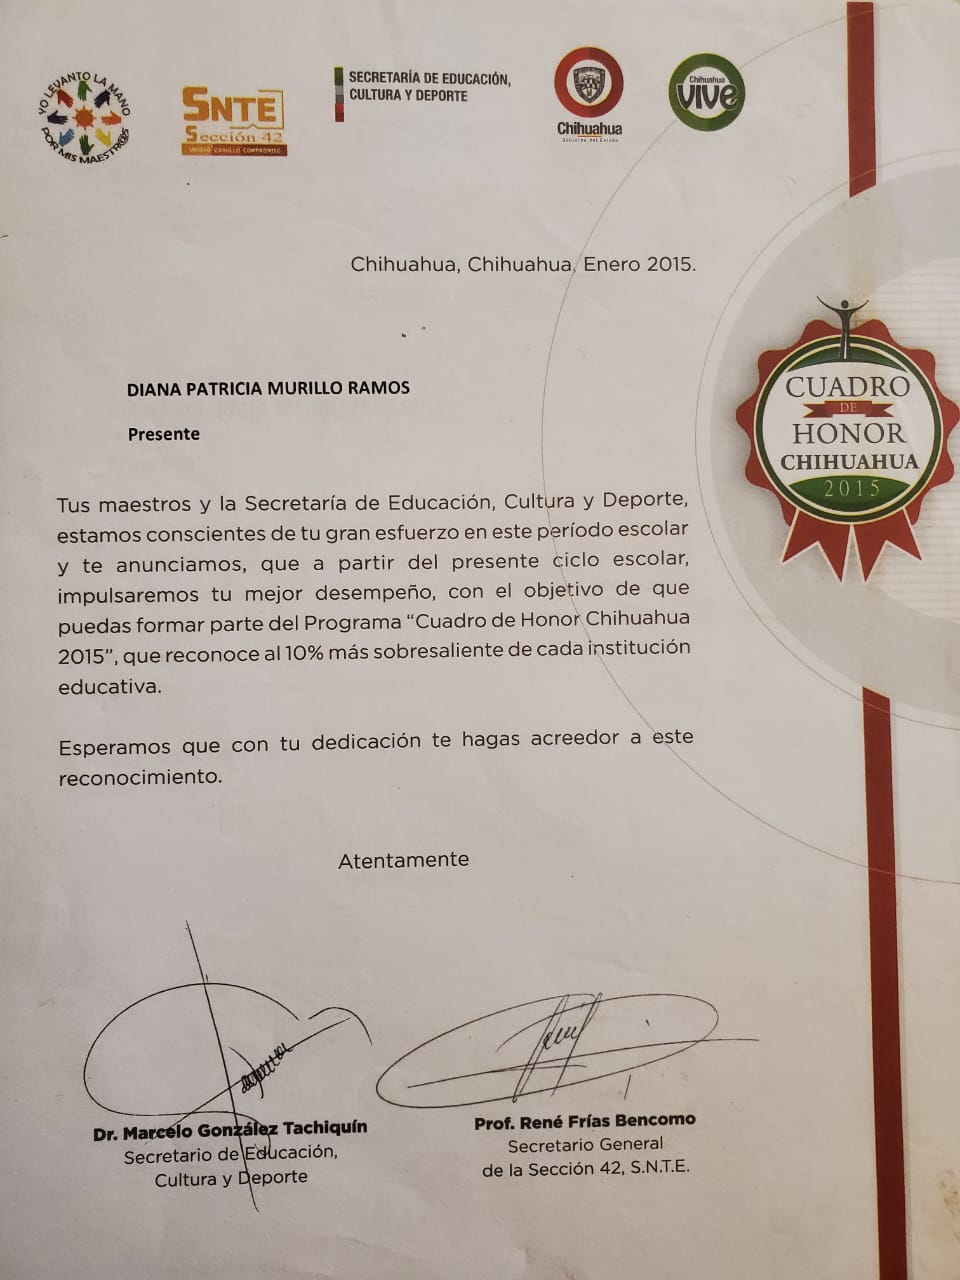 YO LEVANTO LA MANO
POR MIS MAESTR@S
SNTE
Sección 42
UNIDAD ORGULLO COMPROMISO
SECRETARÍA DE EDUCACIÓN,
CULTURA Y DEPORTE
Chihuahua
Gobierno del Estado
Chihuahua
VIVE
Chihuahua, Chihuahua, Enero 2015.
DIANA PATRICIA MURILLO RAMOS
Presente
CUADRO
DE
HONOR
CHIHUAHUA
2015
Tus maestros y la Secretaría de Educación, Cultura y Deporte,
estamos conscientes de tu gran esfuerzo en este período escolar
y te anunciamos, que a partir del presente ciclo escolar,
impulsaremos tu mejor desempeño, con el objetivo de que
puedas formar parte del Programa “Cuadro de Honor Chihuahua
2015”, que reconoce al 10% más sobresaliente de cada institución
educativa.
Esperamos que con tu dedicación te hagas acreedor a este
reconocimiento.
Atentamente
Dr. Marcelo González Tachiquín
Secretario de Educación,
Cultura y Deporte
Prof. René Frías Bencomo
Secretario General
de la Sección 42, S.N.T.E.